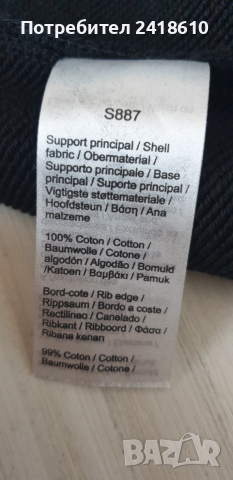 Потребител 2418610
S887
Support principal / Shell
fabric / Obermaterial /
Supporto principale / Base
principal / Suporte principal /
Vigtigste støttemateriale /
Hoofdsteun / Βάση / Ana
malzeme
100% Coton / Cotton /
Baumwolle / Cotone /
algodón / Algodão / Bomuld
/Katoen / Βαμβάκι / Pamuk
Bord-cote / Rib edge /
Rippsaum / Bordo a coste /
Rectilíneo / Canelado /
Ribkant / Ribboord / Φάσα /
Ribana kenarı
99% Coton / Cotton /
Baumwolle / Cotone /
BAZAR
bg